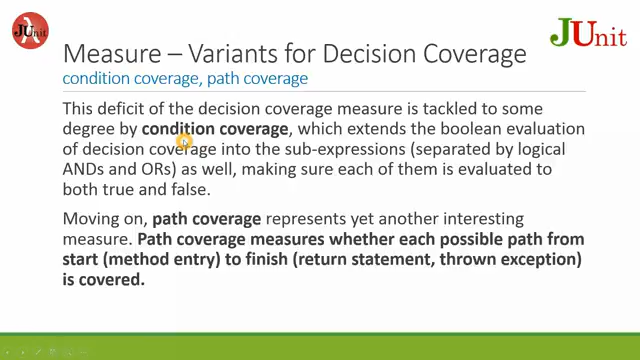 JUnit
λ
JUnit
Measure – Variants for Decision Coverage
condition coverage, path coverage
This deficit of the decision coverage measure is tackled to some
degree by condition coverage, which extends the boolean evaluation
of decision coverage into the sub-expressions (separated by logical
ANDs and ORs) as well, making sure each of them is evaluated to
both true and false.
Moving on, path coverage represents yet another interesting
measure. Path coverage measures whether each possible path from
start (method entry) to finish (return statement, thrown exception)
is covered.